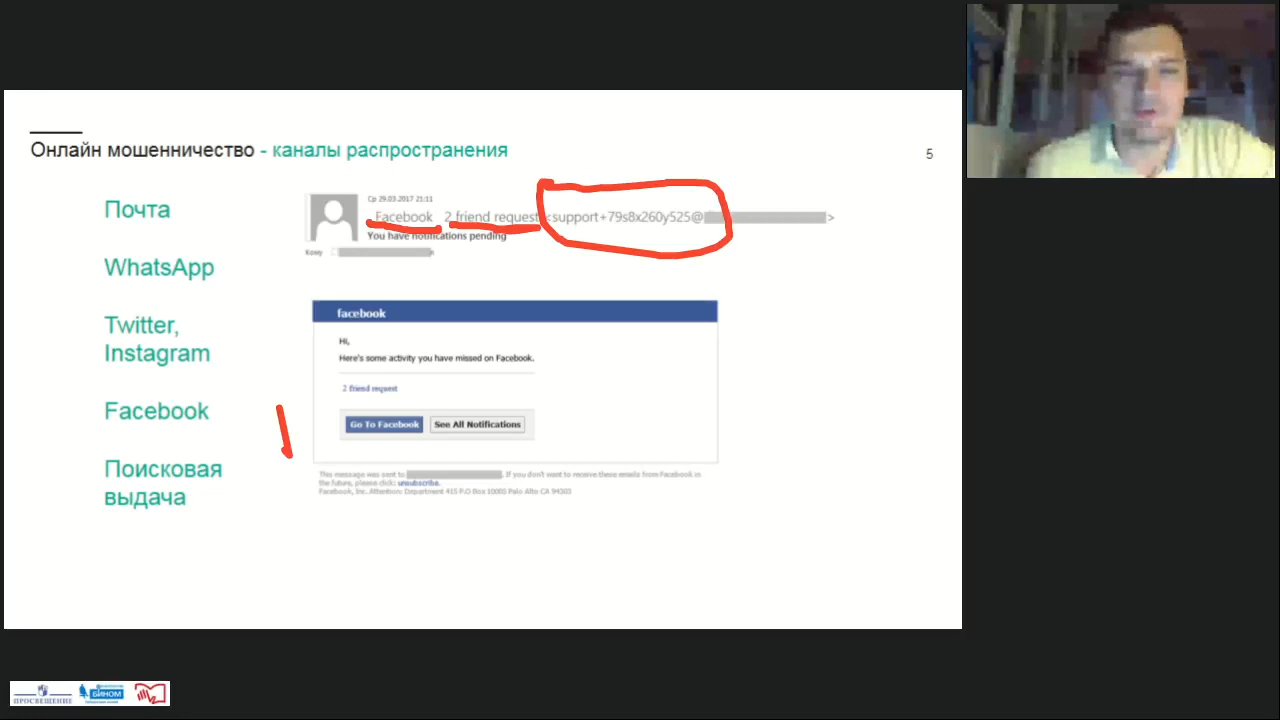 Онлайн мошенничество - каналы распространения
5
Почта
WhatsApp
Twitter,
Instagram
Facebook
Поисковая
выдача
Ср 29.03.2017 21:11
Facebook 2 friend request <support+79s8x260y525@ >
You have notifications pending
Кому
facebook
Hi,
Here's some activity you have missed on Facebook.
2 friend request
Go To Facebook See All Notifications
This message was sent to . If you don't want to receive these emails from Facebook in
the future, please click: unsubscribe.
Facebook, Inc. Attention: Department 415 P.O Box 10005 Palo Alto CA 94303
ПРОСВЕЩЕНИЕ
БИНОМ